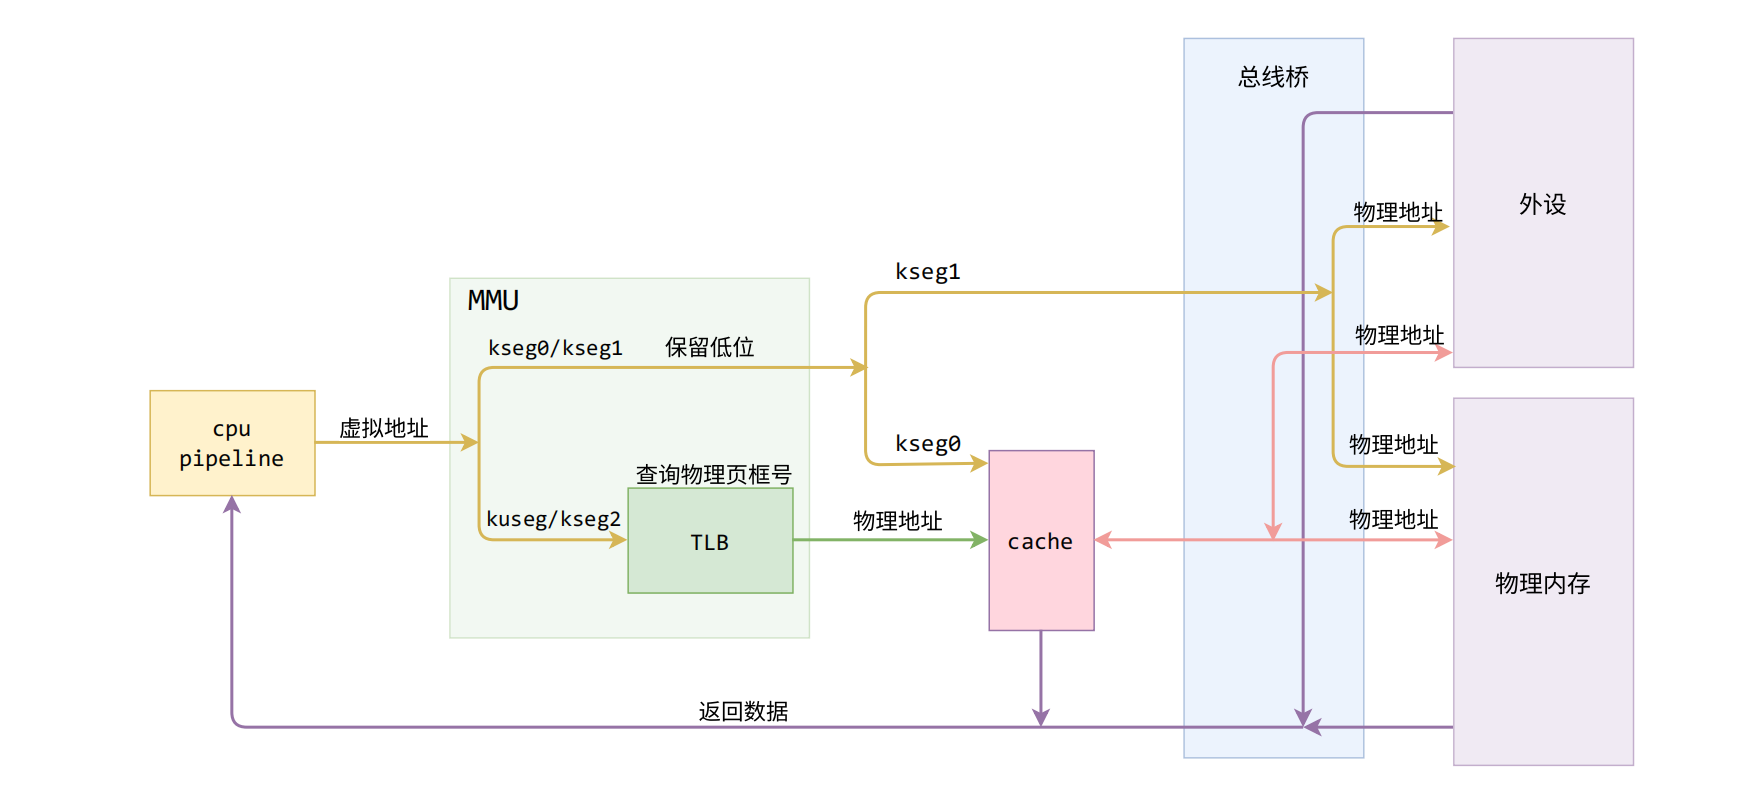 总线桥
外设
物理地址
kseg1
MMU
物理地址
kseg0/kseg1
保留低位
cpu
pipeline
虚拟地址
kseg0
物理地址
查询物理页框号
kuseg/kseg2
TLB
物理地址
cache
物理地址
物理内存
返回数据